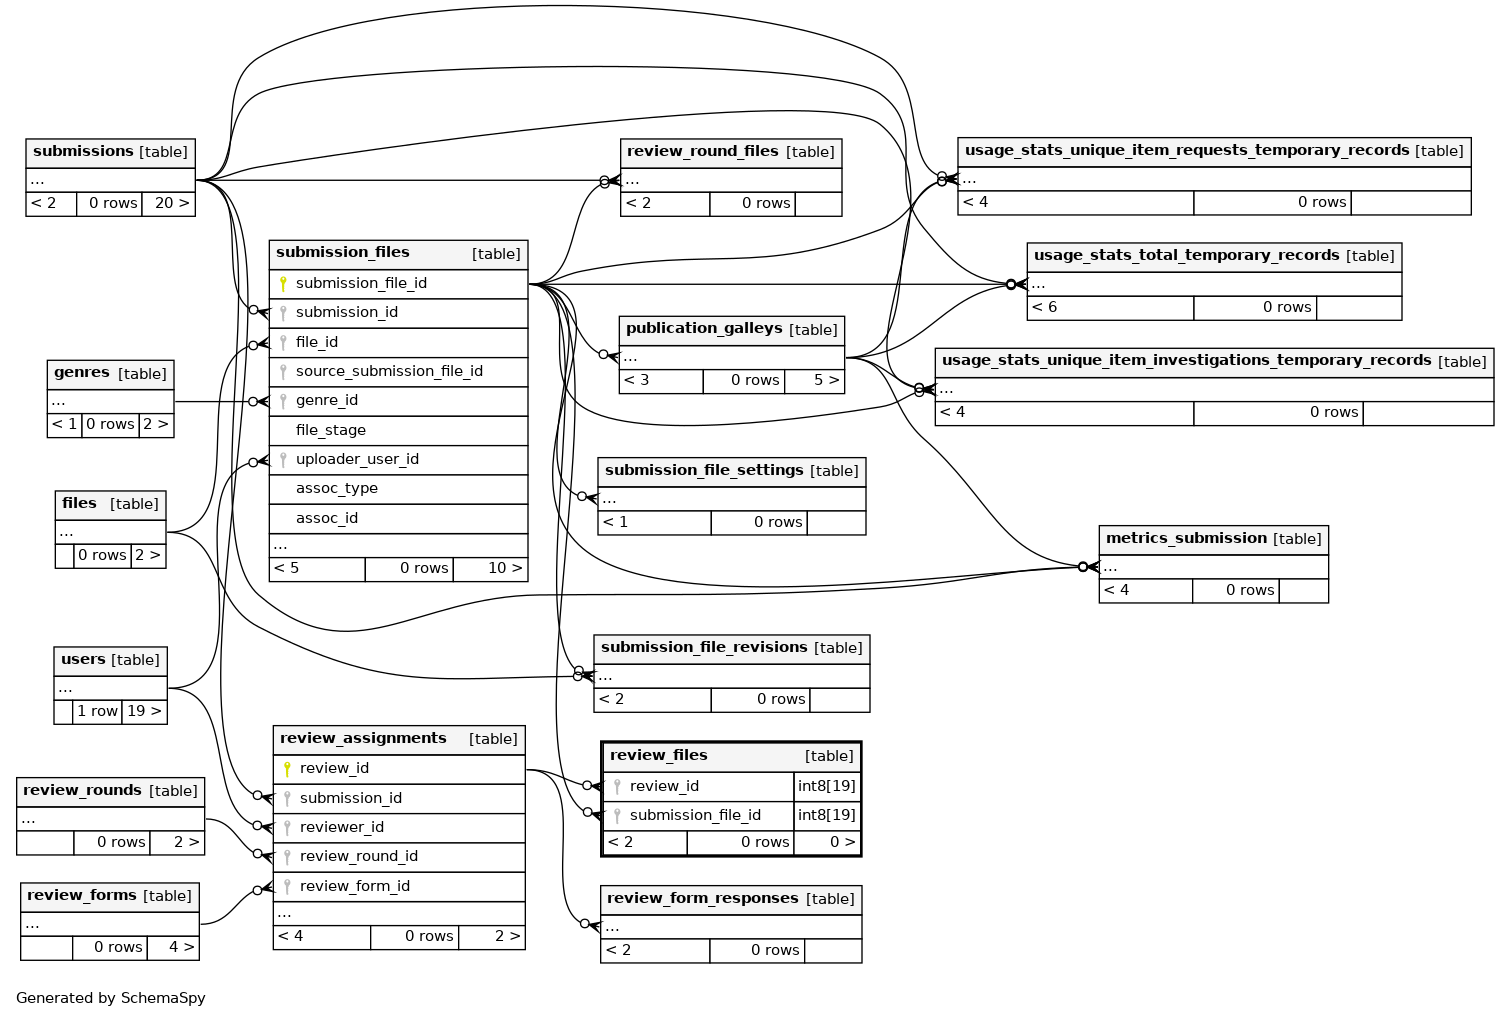 submissions [table]
...
< 2 0 rows 20 >
submission_files [table]
submission_file_id
submission_id
file_id
source_submission_file_id
genre_id
file_stage
uploader_user_id
assoc_type
assoc_id
...
< 5 0 rows 10 >
genres [table]
...
< 1 0 rows 2 >
files [table]
...
0 rows 2 >
users [table]
...
1 row 19 >
review_rounds [table]
...
0 rows 2 >
review_forms [table]
...
0 rows 4 >
review_assignments [table]
review_id
submission_id
reviewer_id
review_round_id
review_form_id
...
< 4 0 rows 2 >
review_round_files [table]
...
< 2 0 rows
publication_galleys [table]
...
< 3 0 rows 5 >
submission_file_settings [table]
...
< 1 0 rows
submission_file_revisions [table]
...
< 2 0 rows
review_files [table]
review_id int8[19]
submission_file_id int8[19]
< 2 0 rows 0 >
review_form_responses [table]
...
< 2 0 rows
usage_stats_unique_item_requests_temporary_records [table]
...
< 4 0 rows
usage_stats_total_temporary_records [table]
...
< 6 0 rows
usage_stats_unique_item_investigations_temporary_records [table]
...
< 4 0 rows
metrics_submission [table]
...
< 4 0 rows
Generated by SchemaSpy